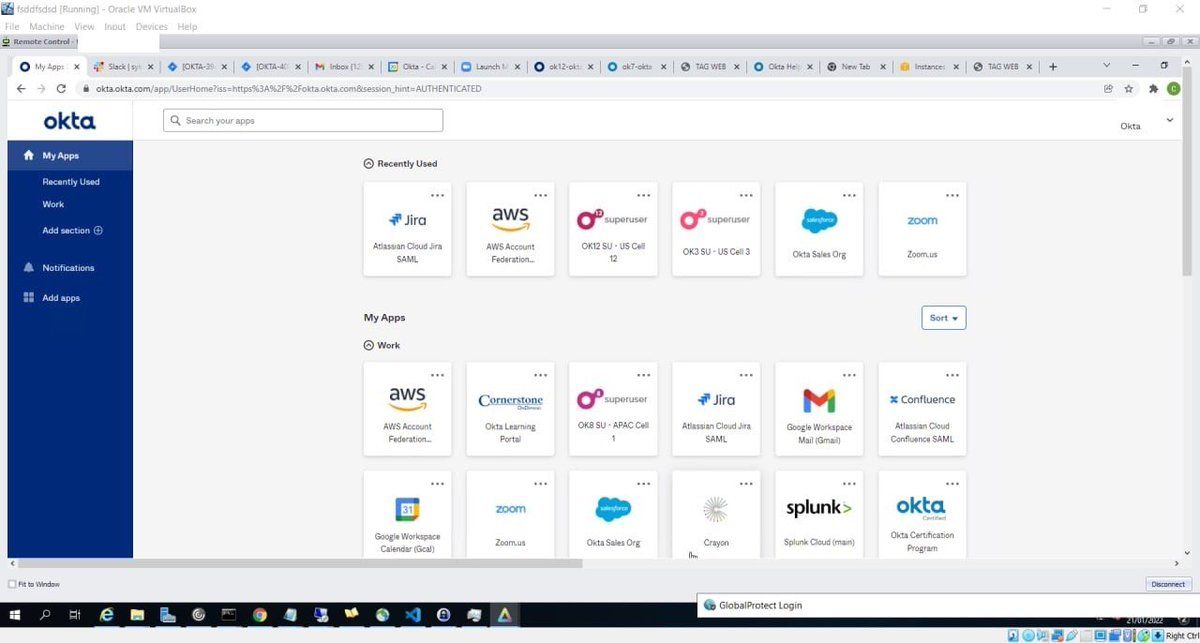 fsddfsdsd [Running] - Oracle VM VirtualBox
File Machine View Input Devices Help
Remote Control -
My Apps
Slack | sy
[OKTA-39
[OKTA-40
Inbox (12
Okta - Ca
Launch M
ok12-okt
ok7-okta
TAG WEB
Okta Hel
New Tab
Instances
TAG WEB
okta.okta.com/app/UserHome?iss=https%3A%2F%2Fokta.okta.com&session_hint=AUTHENTICATED
C
okta
Search your apps
Okta
My Apps
Recently Used
Work
Add section
Notifications
Add apps
Recently Used
Jira
Atlassian Cloud Jira
SAML
aws
AWS Account
Federation...
12
superuser
OK12 SU - US Cell
12
3
superuser
OK3 SU - US Cell 3
salesforce
Okta Sales Org
zoom
Zoom.us
My Apps
Sort
Work
aws
AWS Account
Federation...
Cornerstone
OnDemand
Okta Learning
Portal
8
superuser
OK8 SU - APAC Cell
1
Jira
Atlassian Cloud Jira
SAML
Google Workspace
Mail (Gmail)
Confluence
Atlassian Cloud
Confluence SAML
31
Google Workspace
Calendar (Gcal)
zoom
Zoom.us
salesforce
Okta Sales Org
Crayon
splunk>
Splunk Cloud (main)
okta
Certified
Okta Certification
Program
Fit to Window
Disconnect
GlobalProtect Login
21/01/2022
Right Ctrl